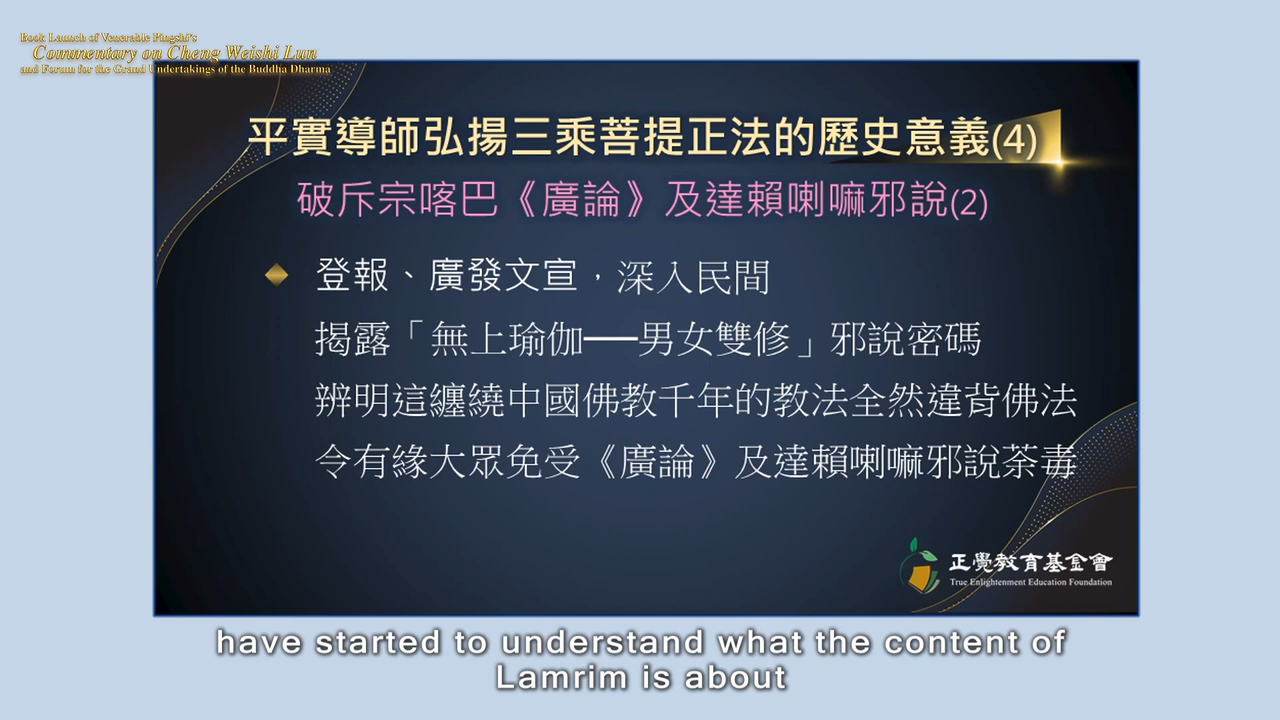 Book Launch of Venerable Pingshi's
Commentary on Cheng Weishi Lun
and Forum for the Grand Undertakings of the Buddha Dharma
平實導師弘揚三乘菩提正法的歷史意義(4)
破斥宗喀巴《廣論》及達賴喇嘛邪說(2)
登報、廣發文宣，深入民間
揭露「無上瑜伽──男女雙修」邪說密碼
辨明這纏繞中國佛教千年的教法全然違背佛法
令有緣大眾免受《廣論》及達賴喇嘛邪說荼毒
正覺教育基金會
True Enlightenment Education Foundation
have started to understand what the content of
Lamrim is about